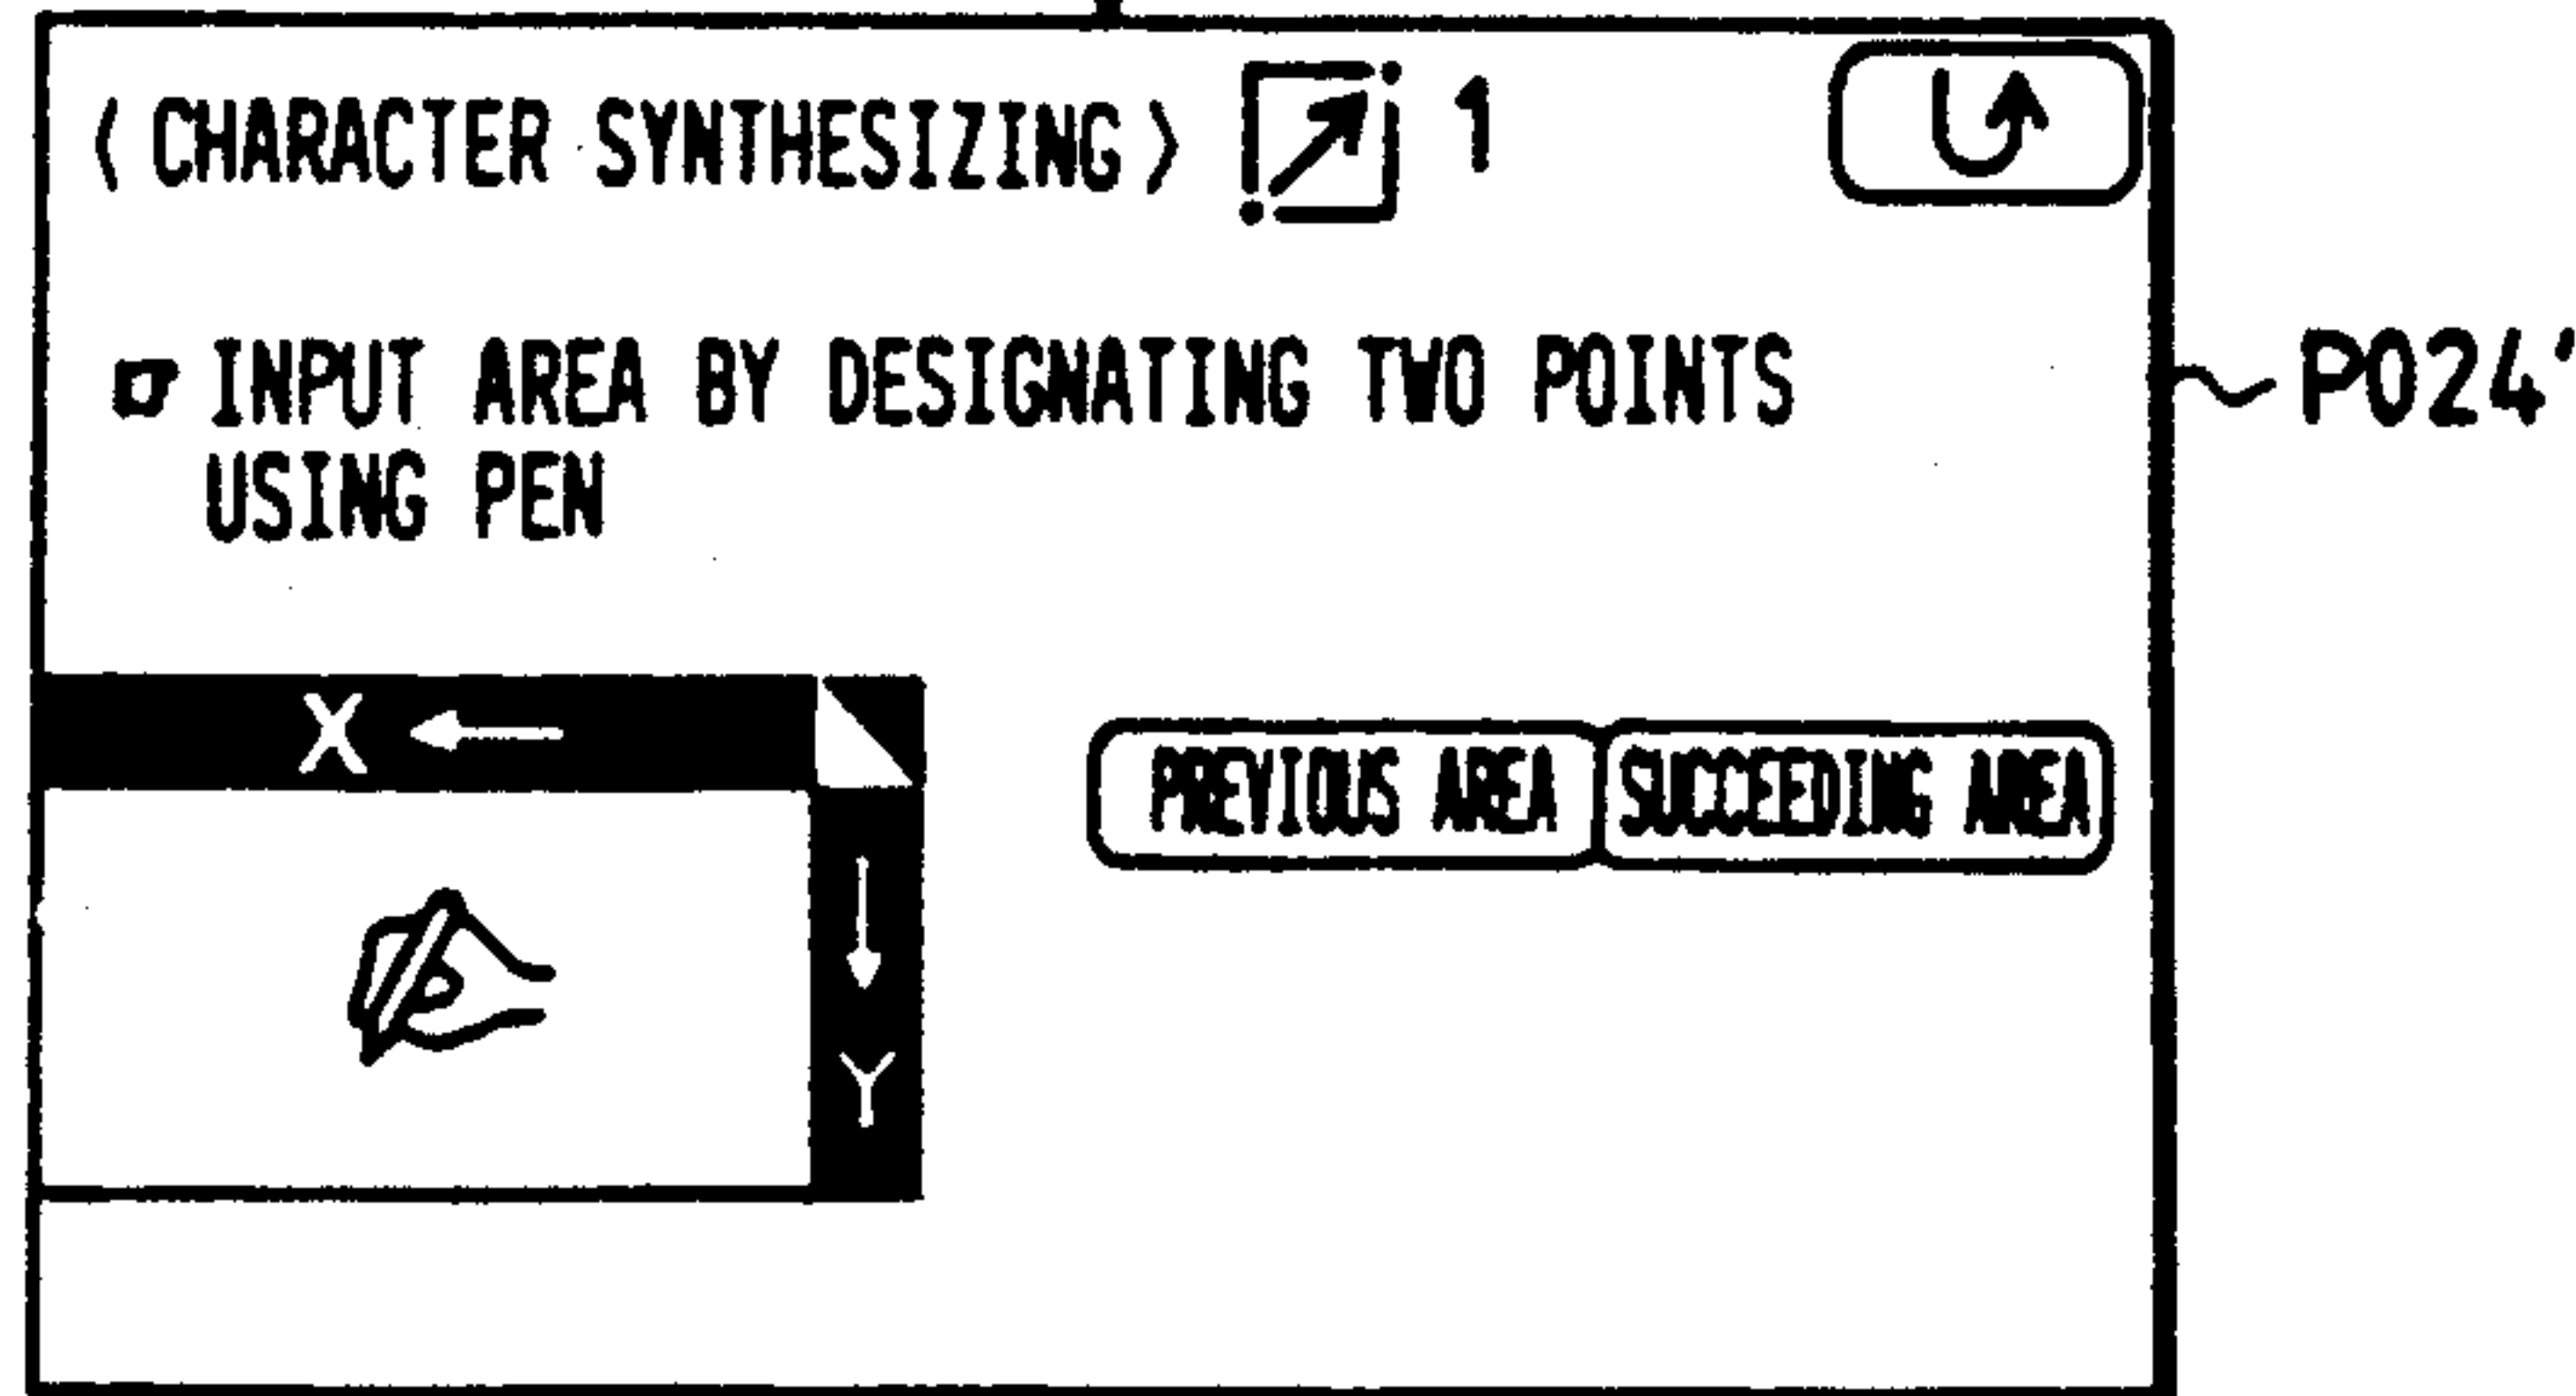 〈 CHARACTER SYNTHESIZING 〉 1
INPUT AREA BY DESIGNATING TWO POINTS
USING PEN
P024'
X
PREVIOUS AREA SUCCEEDING AREA
Y